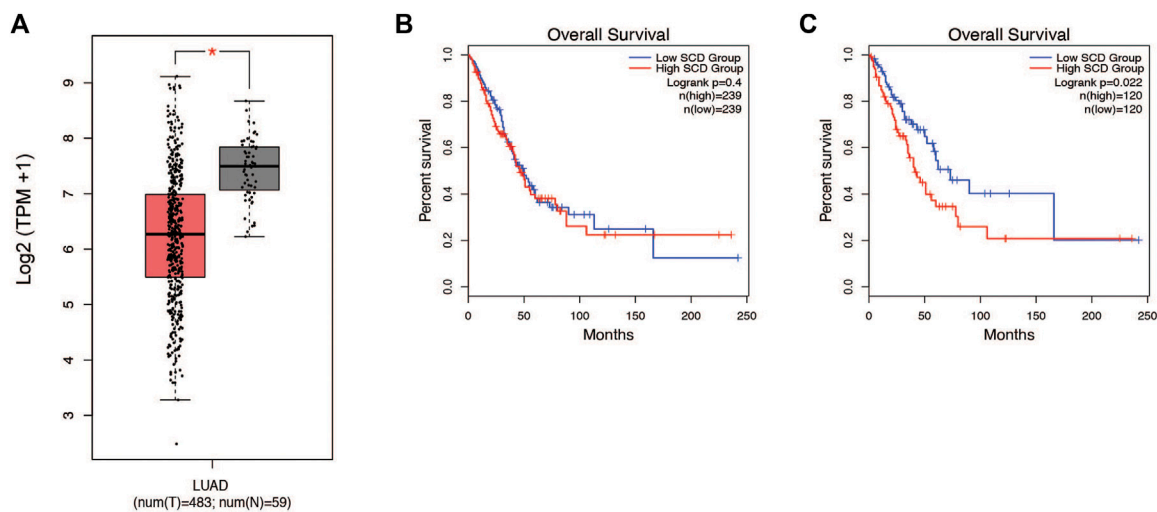 A
Log2 (TPM +1)
9
8
7
6
5
4
3
*
LUAD
(num(T)=483; num(N)=59)
B
Overall Survival
Low SCD Group
High SCD Group
Logrank p=0.4
n(high)=239
n(low)=239
Percent survival
1.0
0.8
0.6
0.4
0.2
0.0
0 50 100 150 200 250
Months
C
Overall Survival
Low SCD Group
High SCD Group
Logrank p=0.022
n(high)=120
n(low)=120
Percent survival
1.0
0.8
0.6
0.4
0.2
0.0
0 50 100 150 200 250
Months